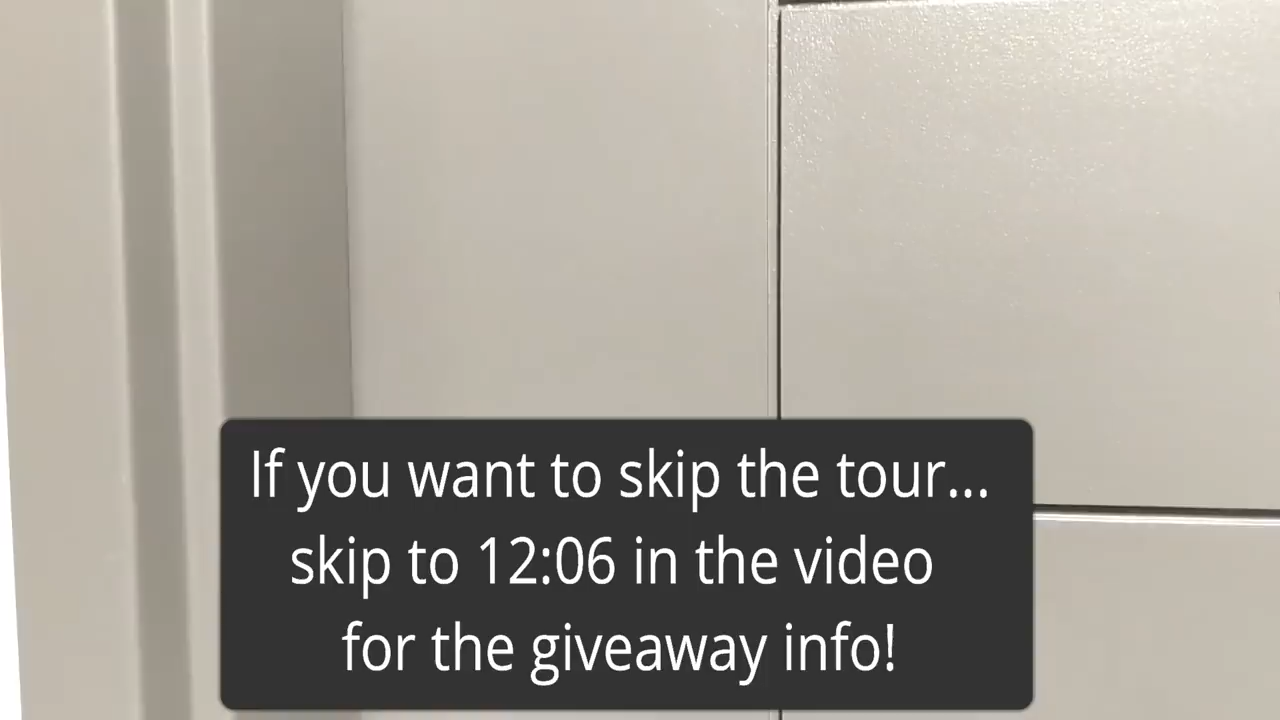 If you want to skip the tour...
skip to 12:06 in the video
for the giveaway info!